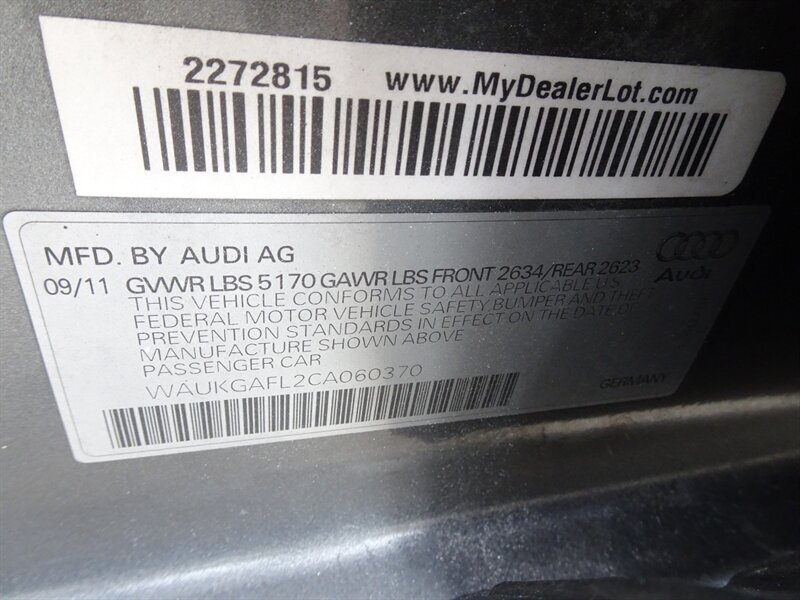 2272815 www.MyDealerLot.com
MFD. BY AUDI AG
09/11 GVWR LBS 5170 GAWR LBS FRONT 2634/REAR 2623
THIS VEHICLE CONFORMS TO ALL APPLICABLE U.S
FEDERAL MOTOR VEHICLE SAFETY BUMPER AND THEFT
PREVENTION STANDARDS IN EFFECT ON THE DATE OF
MANUFACTURE SHOWN ABOVE
PASSENGER CAR
WAUKGAFL2CA060370
Audi
GERMANY